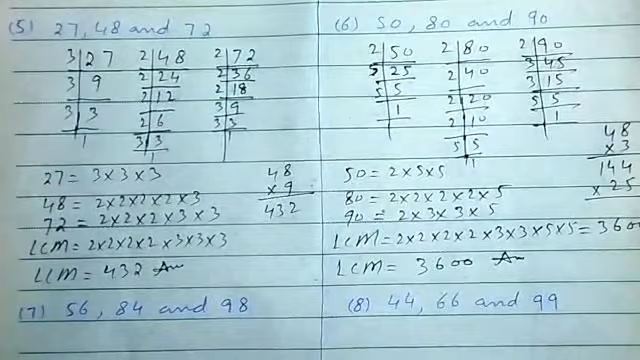 (5) 27, 48 and 72
3 | 27
3 | 9
3 | 3
1
2 | 48
2 | 24
2 | 12
2 | 6
3 | 3
1
2 | 72
2 | 36
2 | 18
3 | 9
3 | 3
1
27 = 3×3×3
48 = 2×2×2×2×3
72 = 2×2×2×3×3
48
×9
432
LCM = 2×2×2×2×3×3×3
LCM = 432 An
(6) 50, 80 and 90
2 | 50
5 | 25
5 | 5
1
2 | 80
2 | 40
2 | 20
2 | 10
5 | 5
1
2 | 90
3 | 45
3 | 15
5 | 5
1
50 = 2×5×5
80 = 2×2×2×2×5
90 = 2×3×3×5
48
×3
144
×25
LCM = 2×2×2×2×3×3×5×5 = 3600
LCM = 3600 An
(7) 56, 84 and 98
(8) 44, 66 and 99